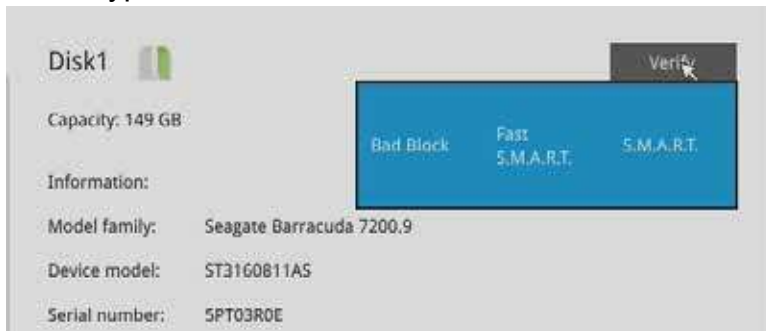 Disk1
Verify
Capacity: 149 GB
Bad Block
Fast
S.M.A.R.T.
S.M.A.R.T.
Information:
Model family: Seagate Barracuda 7200.9
Device model: ST3160811AS
Serial number: 5PT03R0E